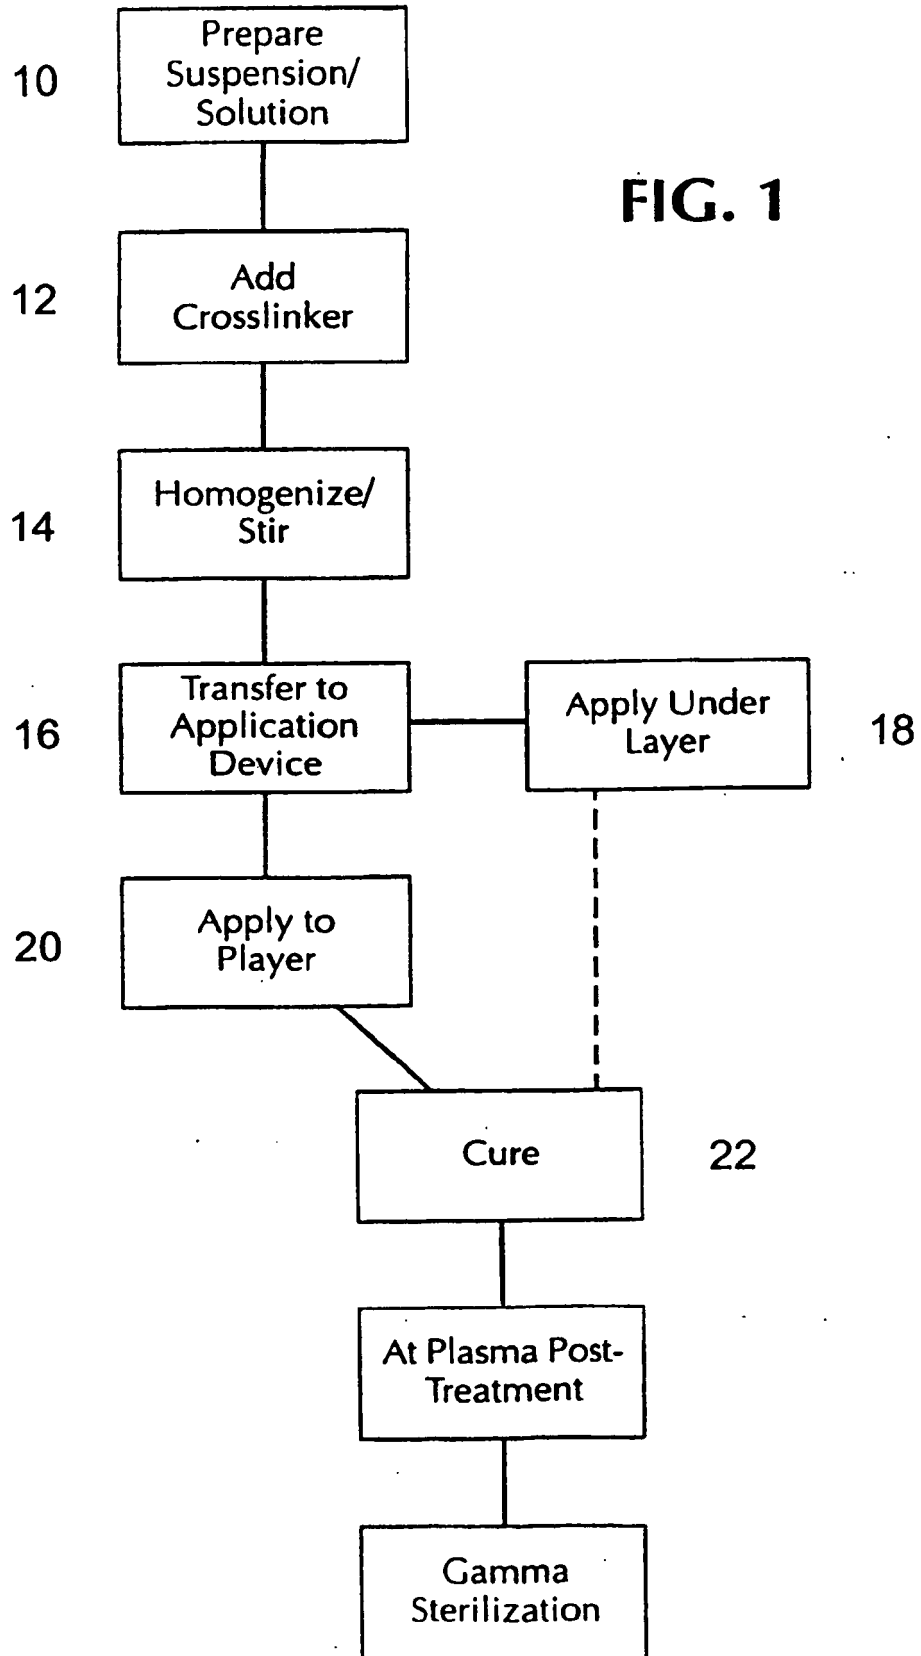 10
Prepare
Suspension/
Solution
FIG. 1
12
Add
Crosslinker
14
Homogenize/
Stir
16
Transfer to
Application
Device
Apply Under
Layer
18
20
Apply to
Player
Cure
22
At Plasma Post-
Treatment
Gamma
Sterilization